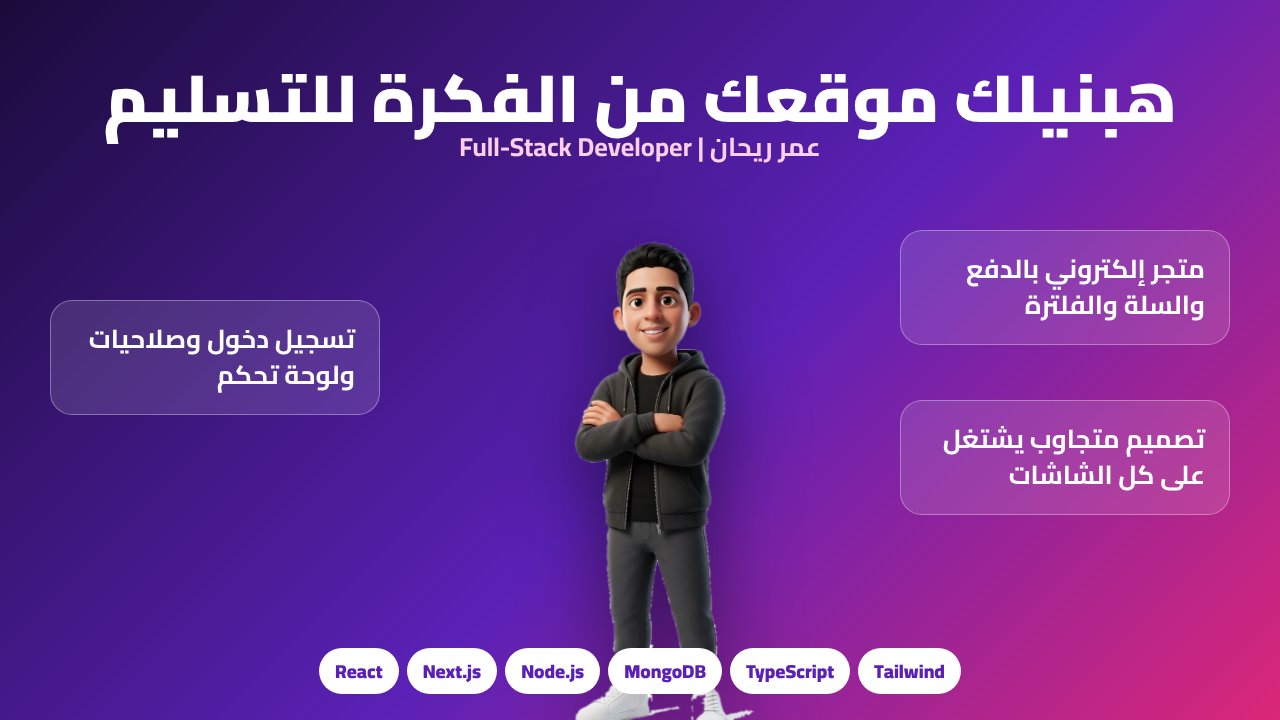 هبنيلك موقعك من الفكرة للتسليم
عمر ريحان | Full-Stack Developer
متجر إلكتروني بالدفع
والسلة والفلترة
تسجيل دخول وصلاحيات
ولوحة تحكم
تصميم متجاوب يشتغل
على كل الشاشات
React
Next.js
Node.js
MongoDB
TypeScript
Tailwind